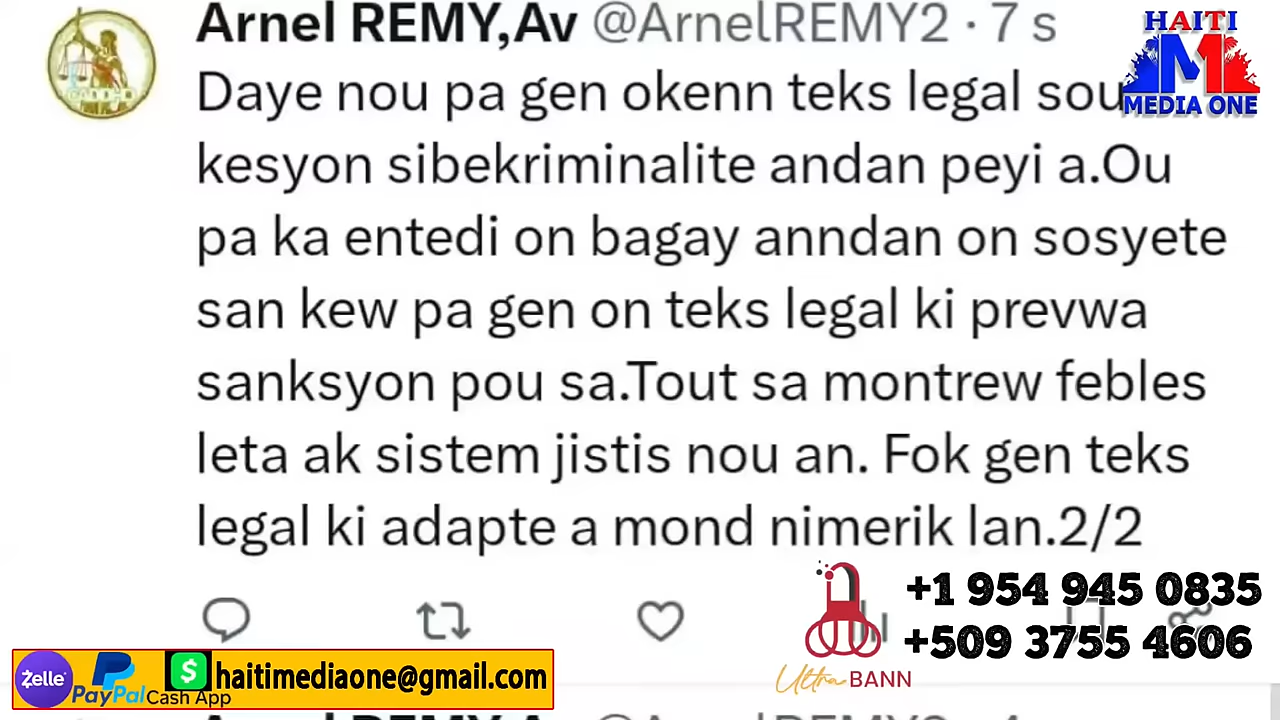 Arnel REMY,Av @ArnelREMY2 · 7 s
HAITI
M
MEDIA ONE
Daye nou pa gen okenn teks legal sou
kesyon sibekriminalite andan peyi a.Ou
pa ka entedi on bagay anndan on sosyete
san kew pa gen on teks legal ki prevwa
sanksyon pou sa.Tout sa montrew febles
leta ak sistem jistis nou an. Fok gen teks
legal ki adapte a mond nimerik lan.2/2
+1 954 945 0835
+509 3755 4606
Ultra BANN
Zelle
PayPal
$
Cash App
haitimediaone@gmail.com